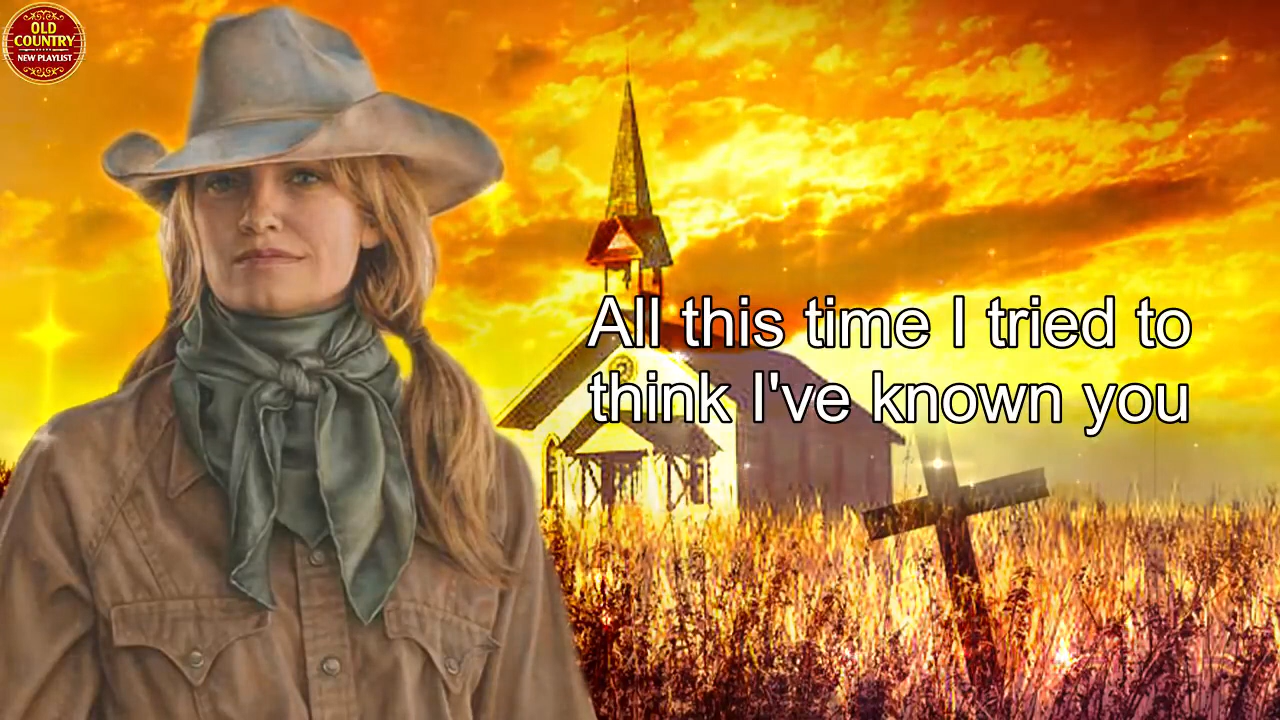 OLD
COUNTRY
NEW PLAYLIST
All this time I tried to
think I've known you